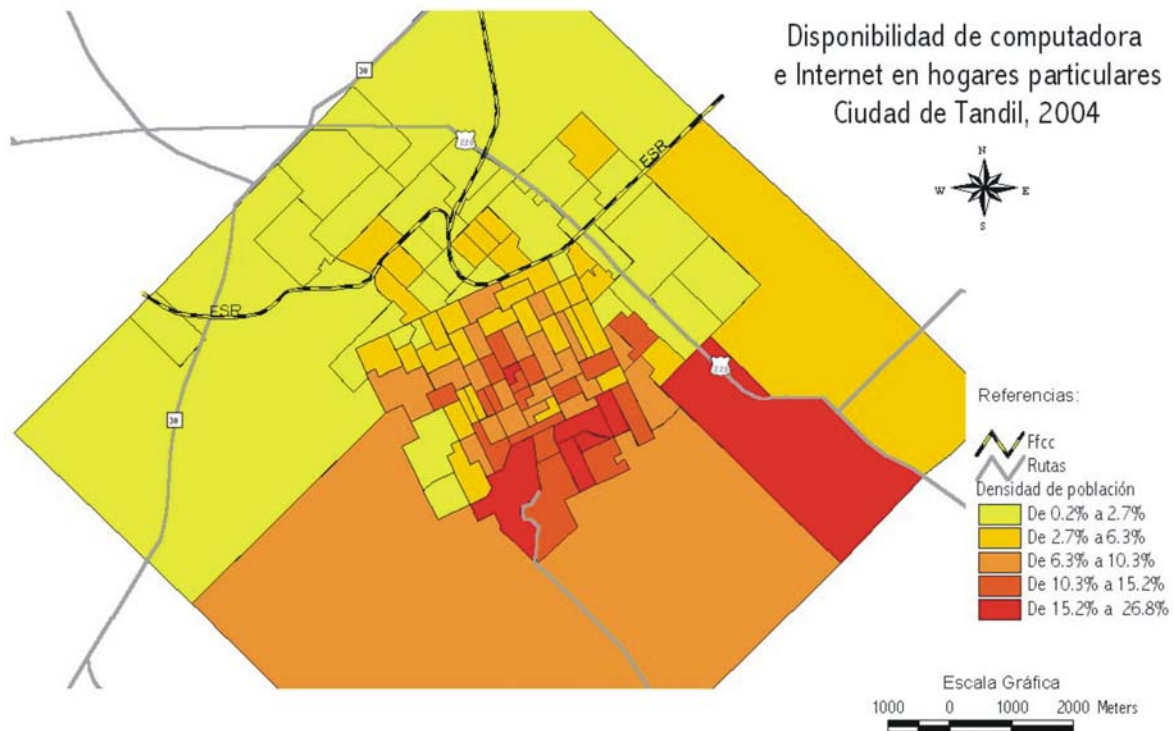 Disponibilidad de computadora
e Internet en hogares particulares
Ciudad de Tandil, 2004
N
W E
S
30
226
FSR
FSR
226
30
Referencias:
Ffcc
Rutas
Densidad de población
De 0.2% a 2.7%
De 2.7% a 6.3%
De 6.3% a 10.3%
De 10.3% a 15.2%
De 15.2% a 26.8%
Escala Gráfica
1000 0 1000 2000 Meters